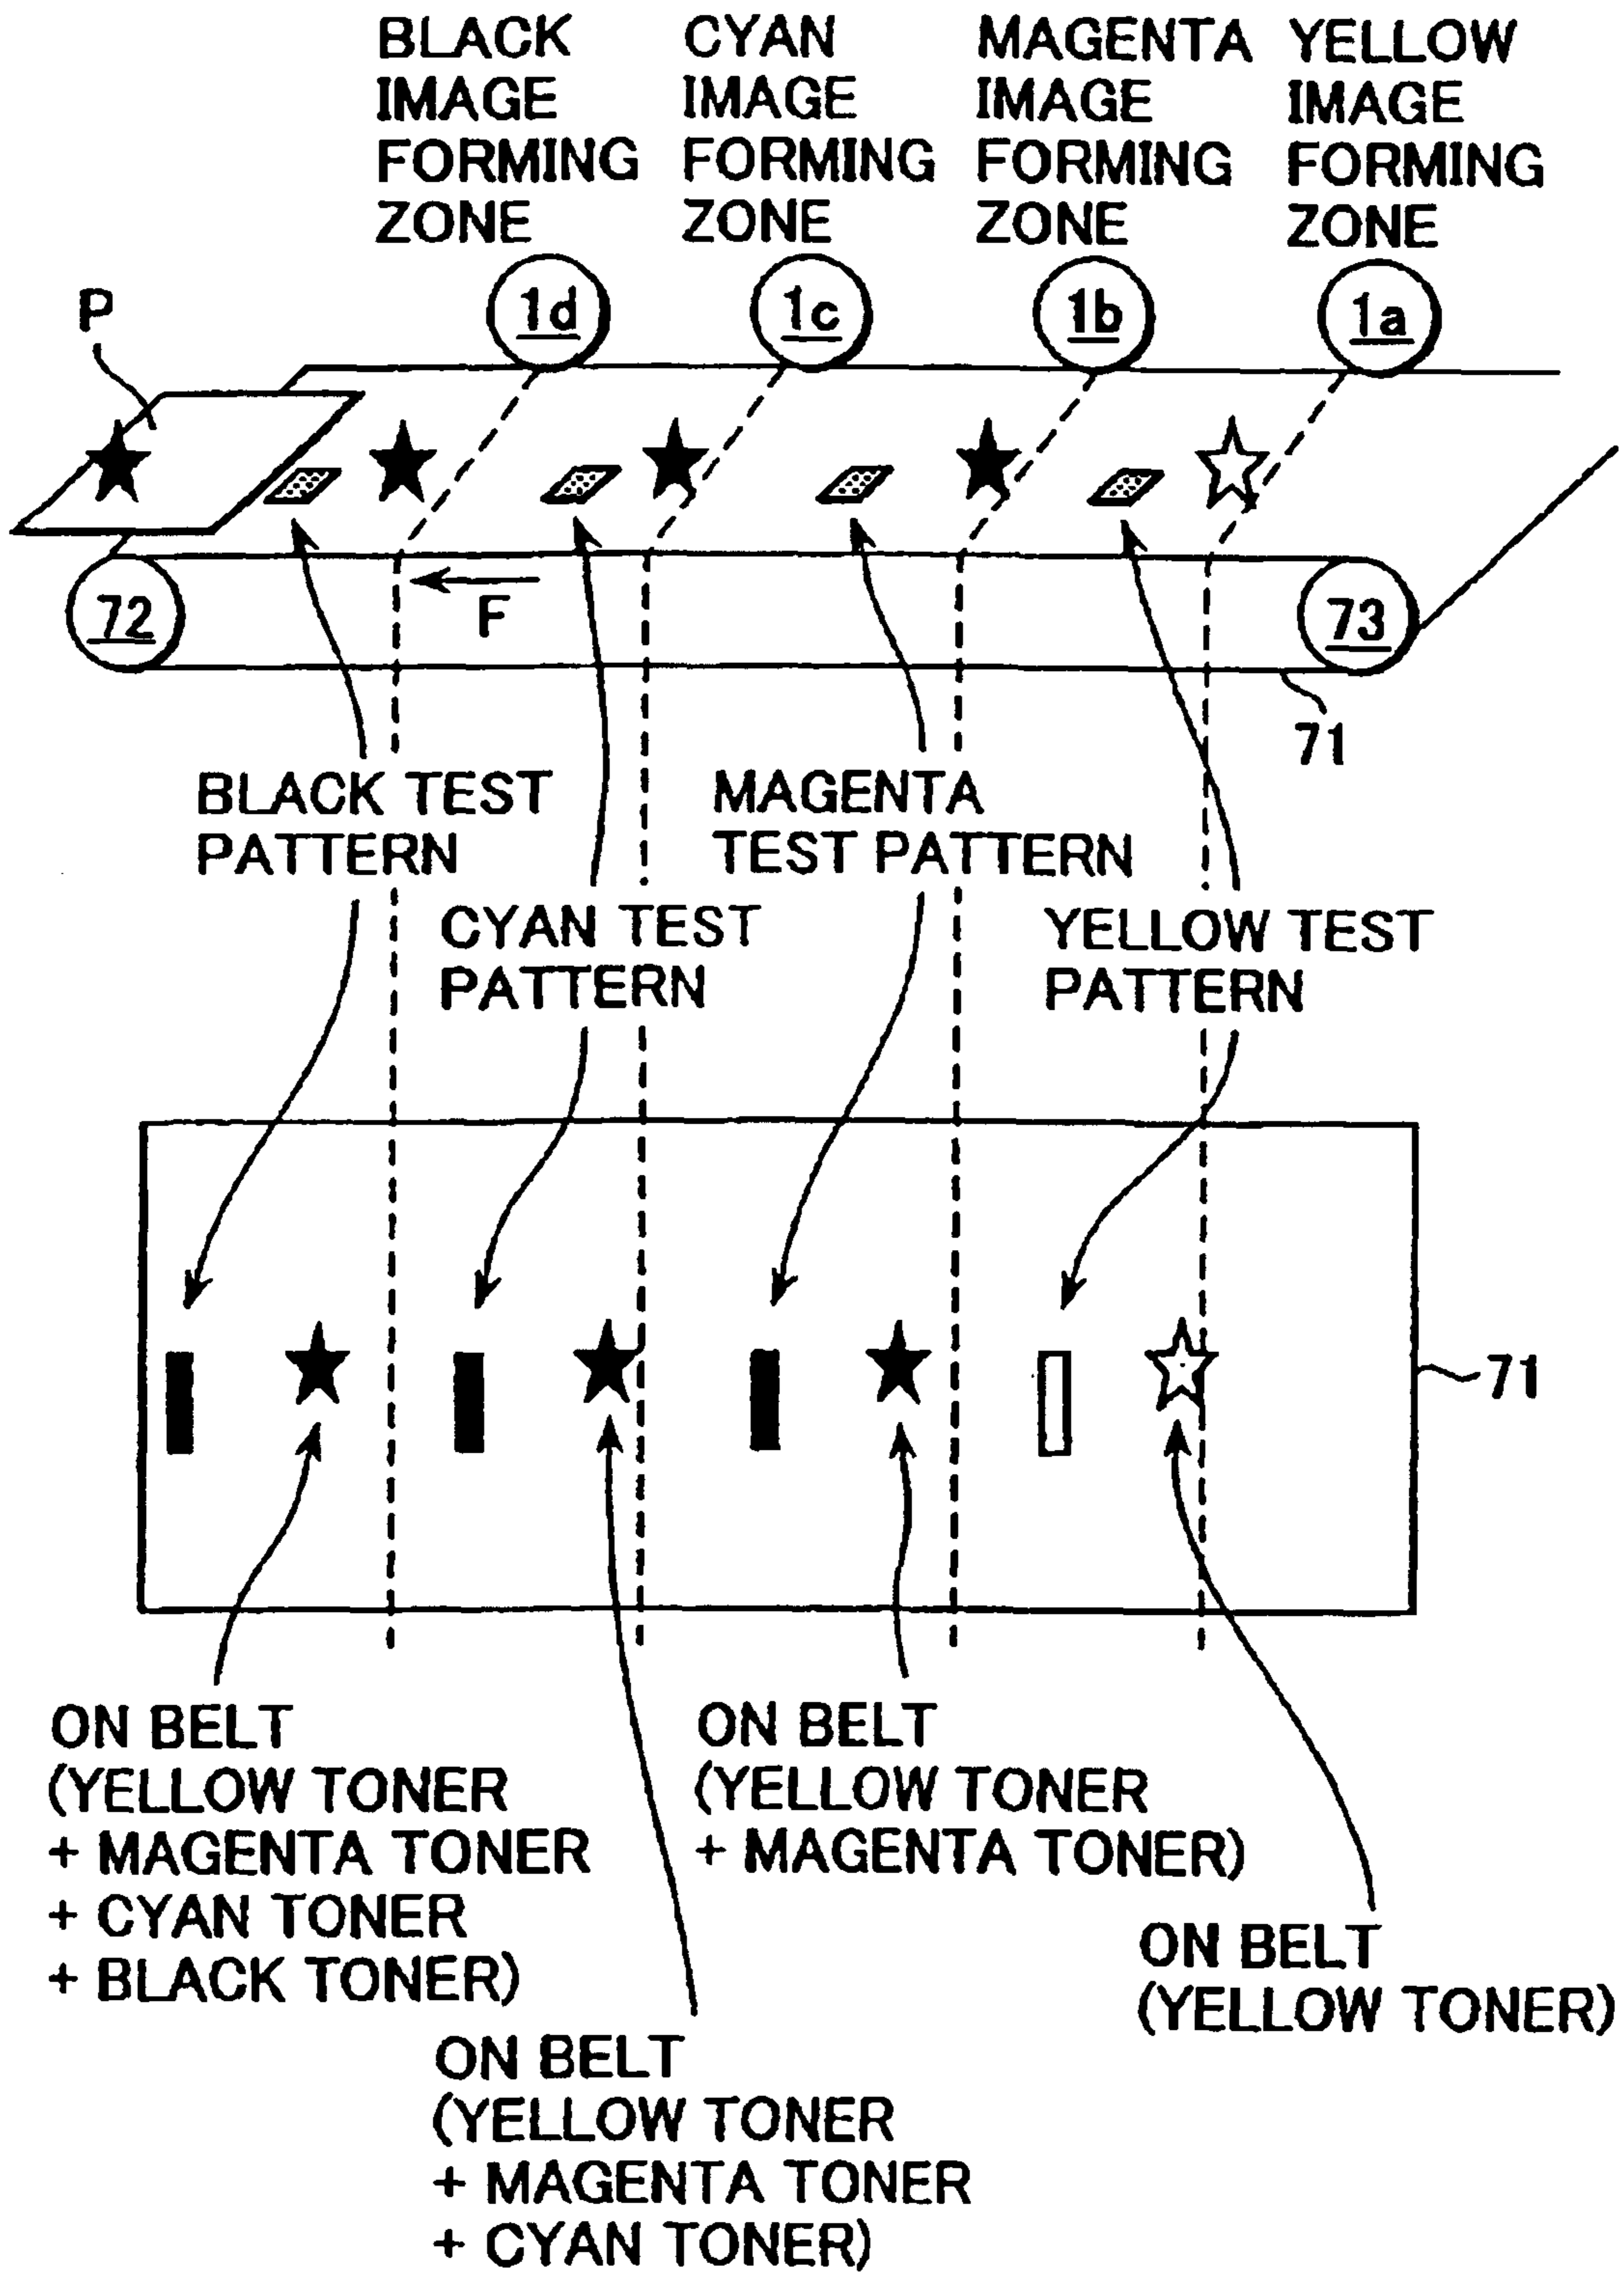 BLACK
IMAGE
FORMING
ZONE
CYAN
IMAGE
FORMING
ZONE
MAGENTA
IMAGE
FORMING
ZONE
YELLOW
IMAGE
FORMING
ZONE
P
1d
1c
1b
1a
72
F
73
71
BLACK TEST
PATTERN
CYAN TEST
PATTERN
MAGENTA
TEST PATTERN
YELLOW TEST
PATTERN
71
ON BELT
(YELLOW TONER
+ MAGENTA TONER
+ CYAN TONER
+ BLACK TONER)
ON BELT
(YELLOW TONER
+ MAGENTA TONER
+ CYAN TONER)
ON BELT
(YELLOW TONER
+ MAGENTA TONER)
ON BELT
(YELLOW TONER)